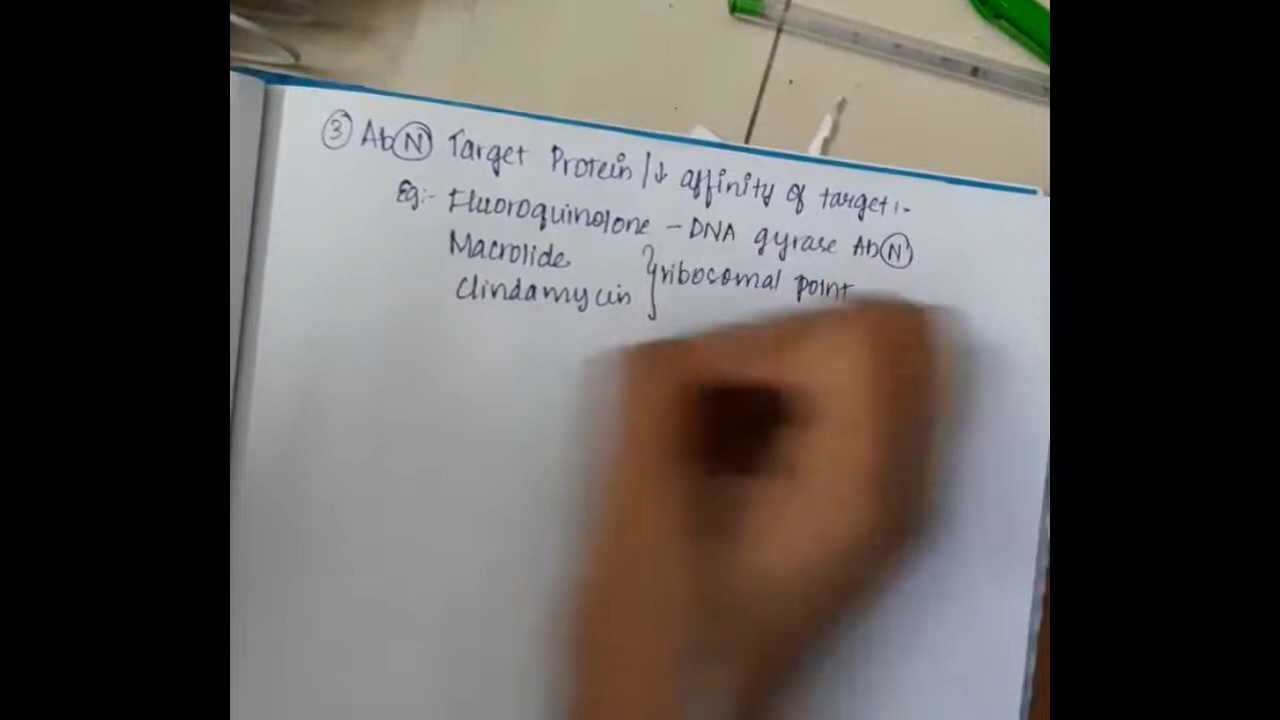 ③ Ab Ⓝ Target Protein / ↓ affinity of target :-
Eg:- Fluoroquinolone - DNA gyrase Ab Ⓝ
Macrolide } ribosomal point
Clindamycin